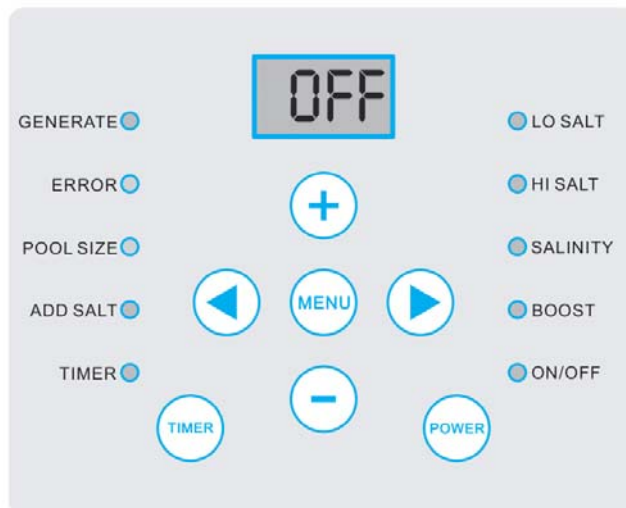 OFF
GENERATE
LO SALT
ERROR
HI SALT
+
POOL SIZE
SALINITY
MENU
ADD SALT
BOOST
TIMER
ON/OFF
-
TIMER
POWER